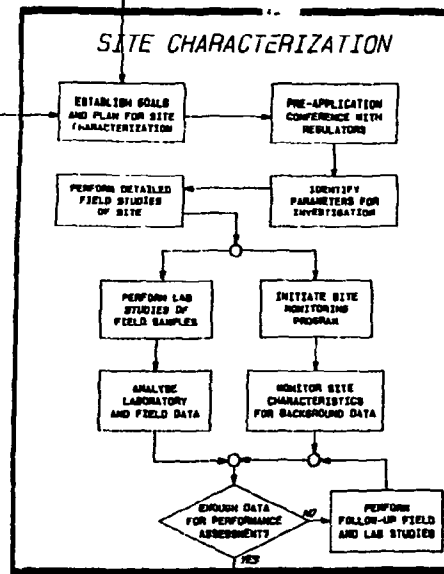 SITE CHARACTERIZATION
ESTABLISH GOALS
AND PLAN FOR SITE
CHARACTERIZATION
PRE-APPLICATION
CONFERENCE WITH
REGULATORS
PERFORM DETAILED
FIELD STUDIES
OF SITE
IDENTIFY
PARAMETERS FOR
INVESTIGATION
PERFORM LAB
STUDIES OF
FIELD SAMPLES
INITIATE SITE
MONITORING
PROGRAM
ANALYSE
LABORATORY
AND FIELD DATA
MONITOR SITE
CHARACTERISTICS
FOR BACKGROUND DATA
ENOUGH DATA
FOR PERFORMANCE
ASSESSMENT?
NO
PERFORM
FOLLOW-UP FIELD
AND LAB STUDIES
YES